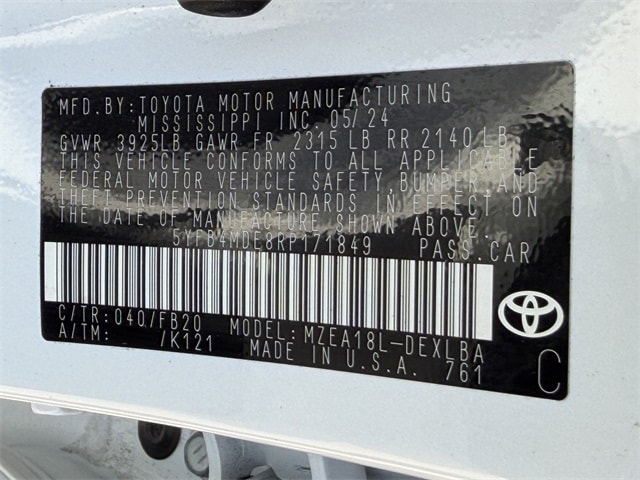 MFD. BY: TOYOTA MOTOR MANUFACTURING
MISSISSIPPI INC. 05/24
GVWR 3925LB GAWR FR 2315 LB RR 2140 LB
THIS VEHICLE CONFORMS TO ALL APPLICABLE
FEDERAL MOTOR VEHICLE SAFETY, BUMPER, AND
THEFT PREVENTION STANDARDS IN EFFECT ON
THE DATE OF MANUFACTURE SHOWN ABOVE.
5YFB4MDE8RP171849 PASS. CAR
C/TR: 040/FB20 MODEL: MZEA18L-DEXLBA
A/TM: /K121 MADE IN U.S.A. 761
C